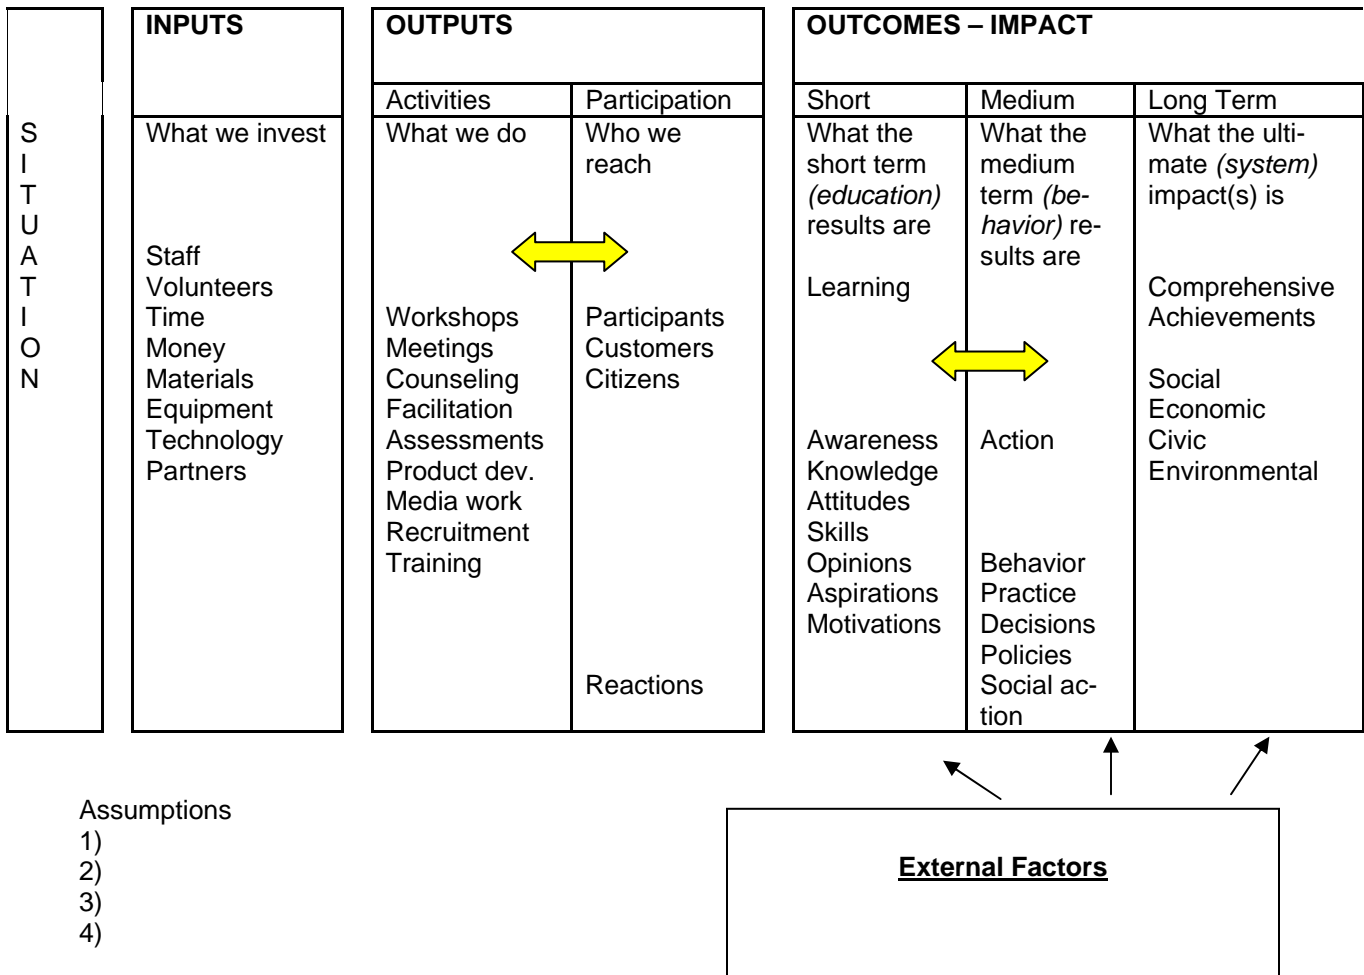 INPUTS
OUTPUTS
OUTCOMES – IMPACT
Activities
Participation
Short
Medium
Long Term
S
I
T
U
A
T
I
O
N
What we invest
Staff
Volunteers
Time
Money
Materials
Equipment
Technology
Partners
What we do
Workshops
Meetings
Counseling
Facilitation
Assessments
Product dev.
Media work
Recruitment
Training
Who we
reach
Participants
Customers
Citizens
Reactions
What the
short term
(education)
results are
Learning
Awareness
Knowledge
Attitudes
Skills
Opinions
Aspirations
Motivations
What the
medium
term (be-
havior) re-
sults are
Action
Behavior
Practice
Decisions
Policies
Social ac-
tion
What the ulti-
mate (system)
impact(s) is
Comprehensive
Achievements
Social
Economic
Civic
Environmental
Assumptions
1)
2)
3)
4)
External Factors